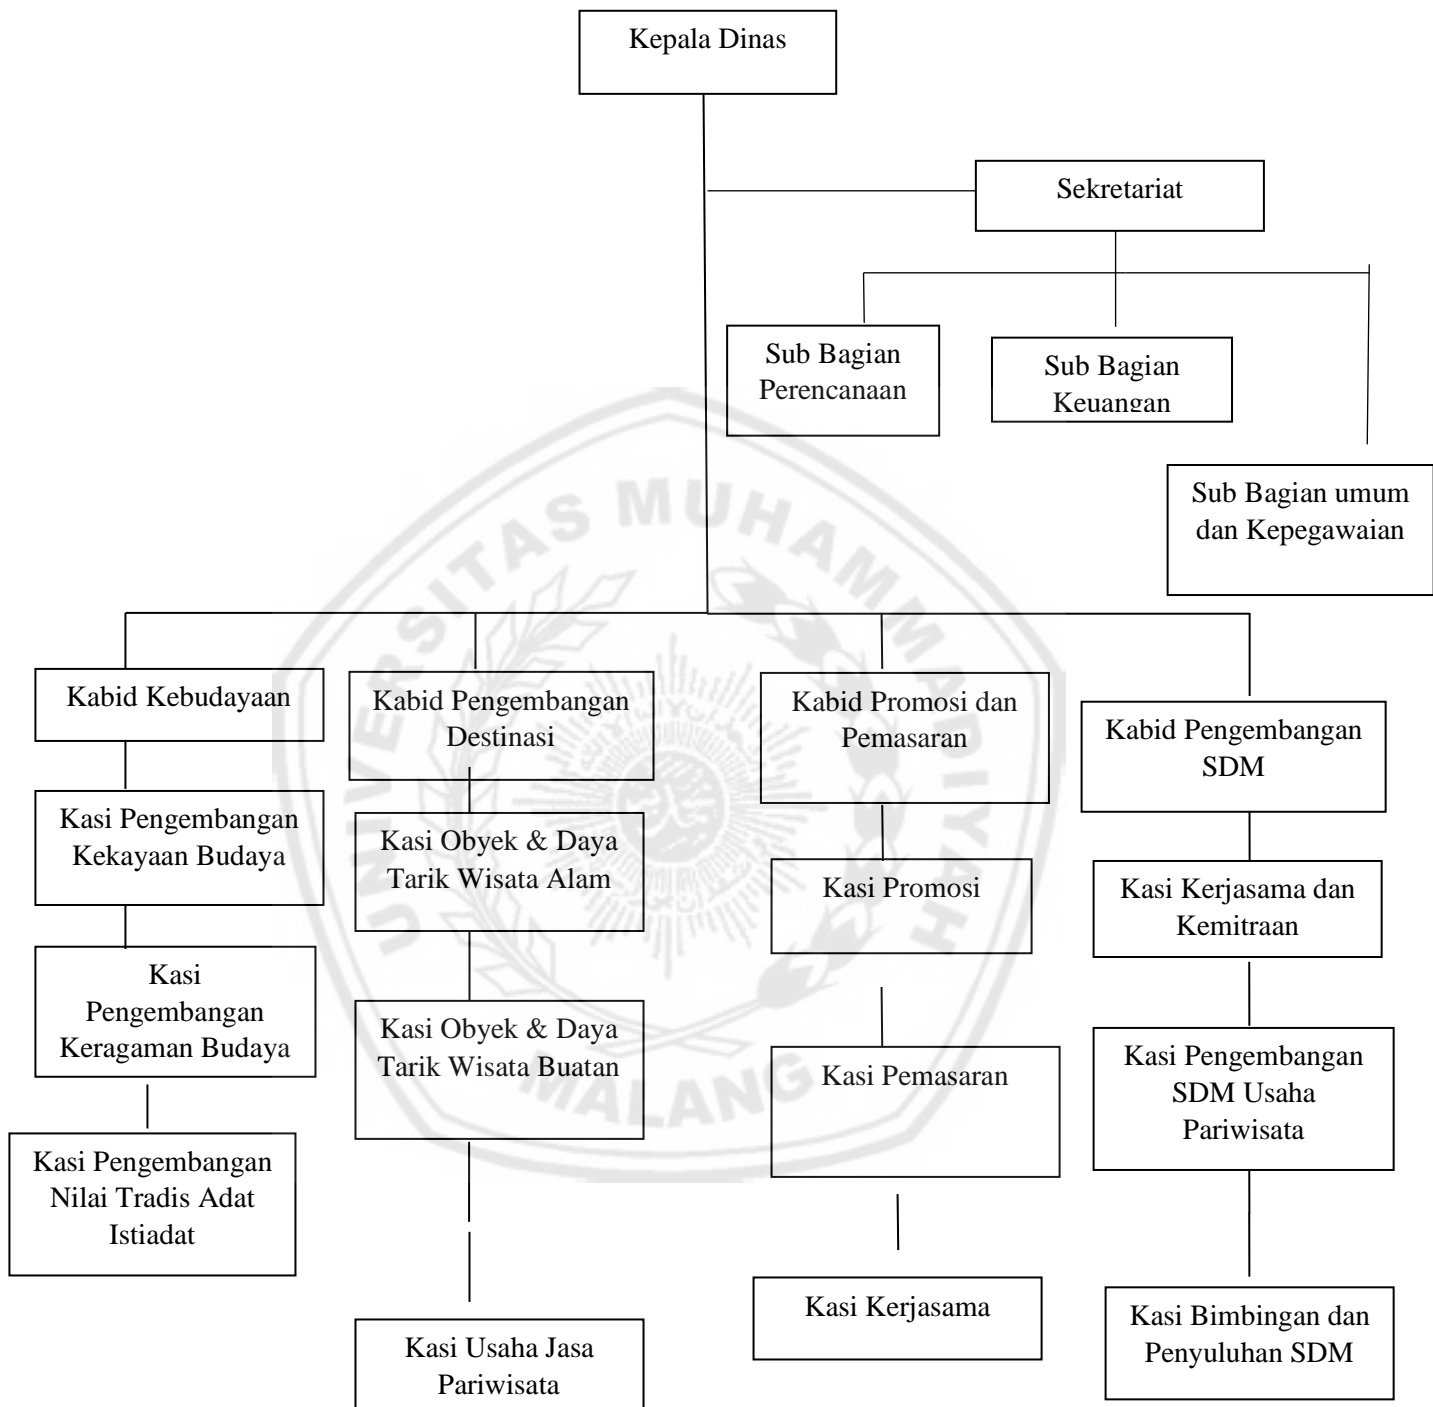 Kepala Dinas
Sekretariat
Sub Bagian
Perencanaan
Sub Bagian
Keuangan
Sub Bagian umum
dan Kepegawaian
Kabid Kebudayaan
Kabid Pengembangan
Destinasi
Kabid Promosi dan
Pemasaran
Kabid Pengembangan
SDM
Kasi Pengembangan
Kekayaan Budaya
Kasi Obyek & Daya
Tarik Wisata Alam
Kasi Promosi
Kasi Kerjasama dan
Kemitraan
Kasi
Pengembangan
Keragaman Budaya
Kasi Obyek & Daya
Tarik Wisata Buatan
Kasi Pemasaran
Kasi Pengembangan
SDM Usaha
Pariwisata
Kasi Pengembangan
Nilai Tradis Adat
Istiadat
Kasi Usaha Jasa
Pariwisata
Kasi Kerjasama
Kasi Bimbingan dan
Penyuluhan SDM
UNIVERSITAS MUHAMMADIYAH
MALANG